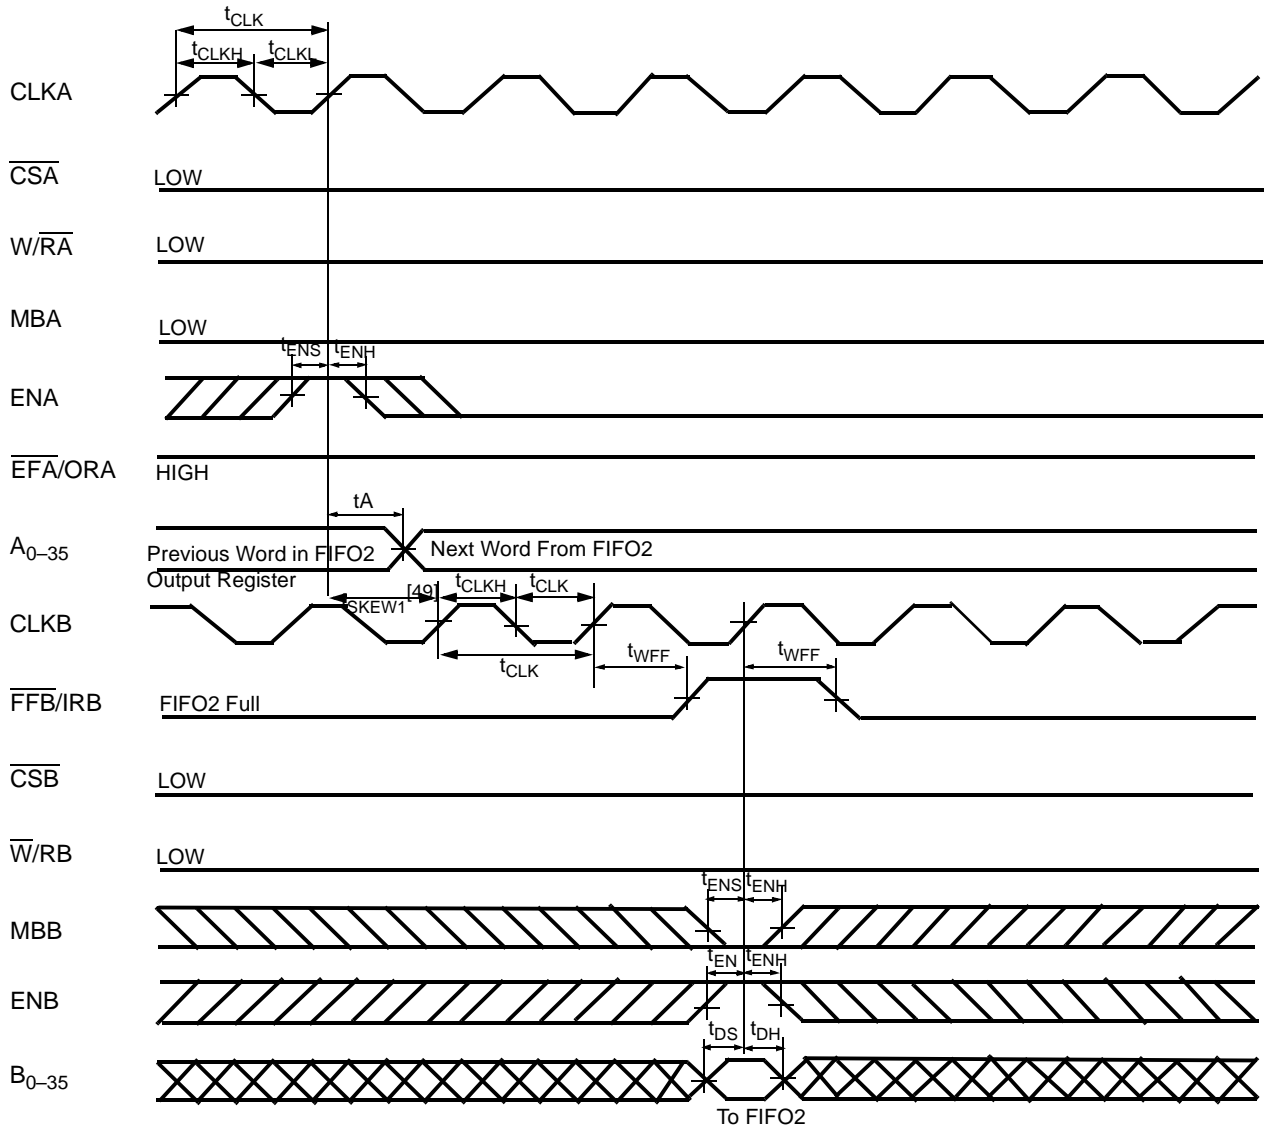 tCLK
tCLKH tCLKL
CLKA
CSA LOW
W/RA LOW
MBA LOW
tENS tENH
ENA
EFA/ORA HIGH
tA
A0–35 Previous Word in FIFO2 Next Word From FIFO2
Output Register
tSKEW1[49] tCLKH tCLK
CLKB
tCLK tWFF tWFF
FFB/IRB FIFO2 Full
CSB LOW
W/RB LOW
tENS tENH
MBB
tEN tENH
ENB
tDS tDH
B0–35
To FIFO2